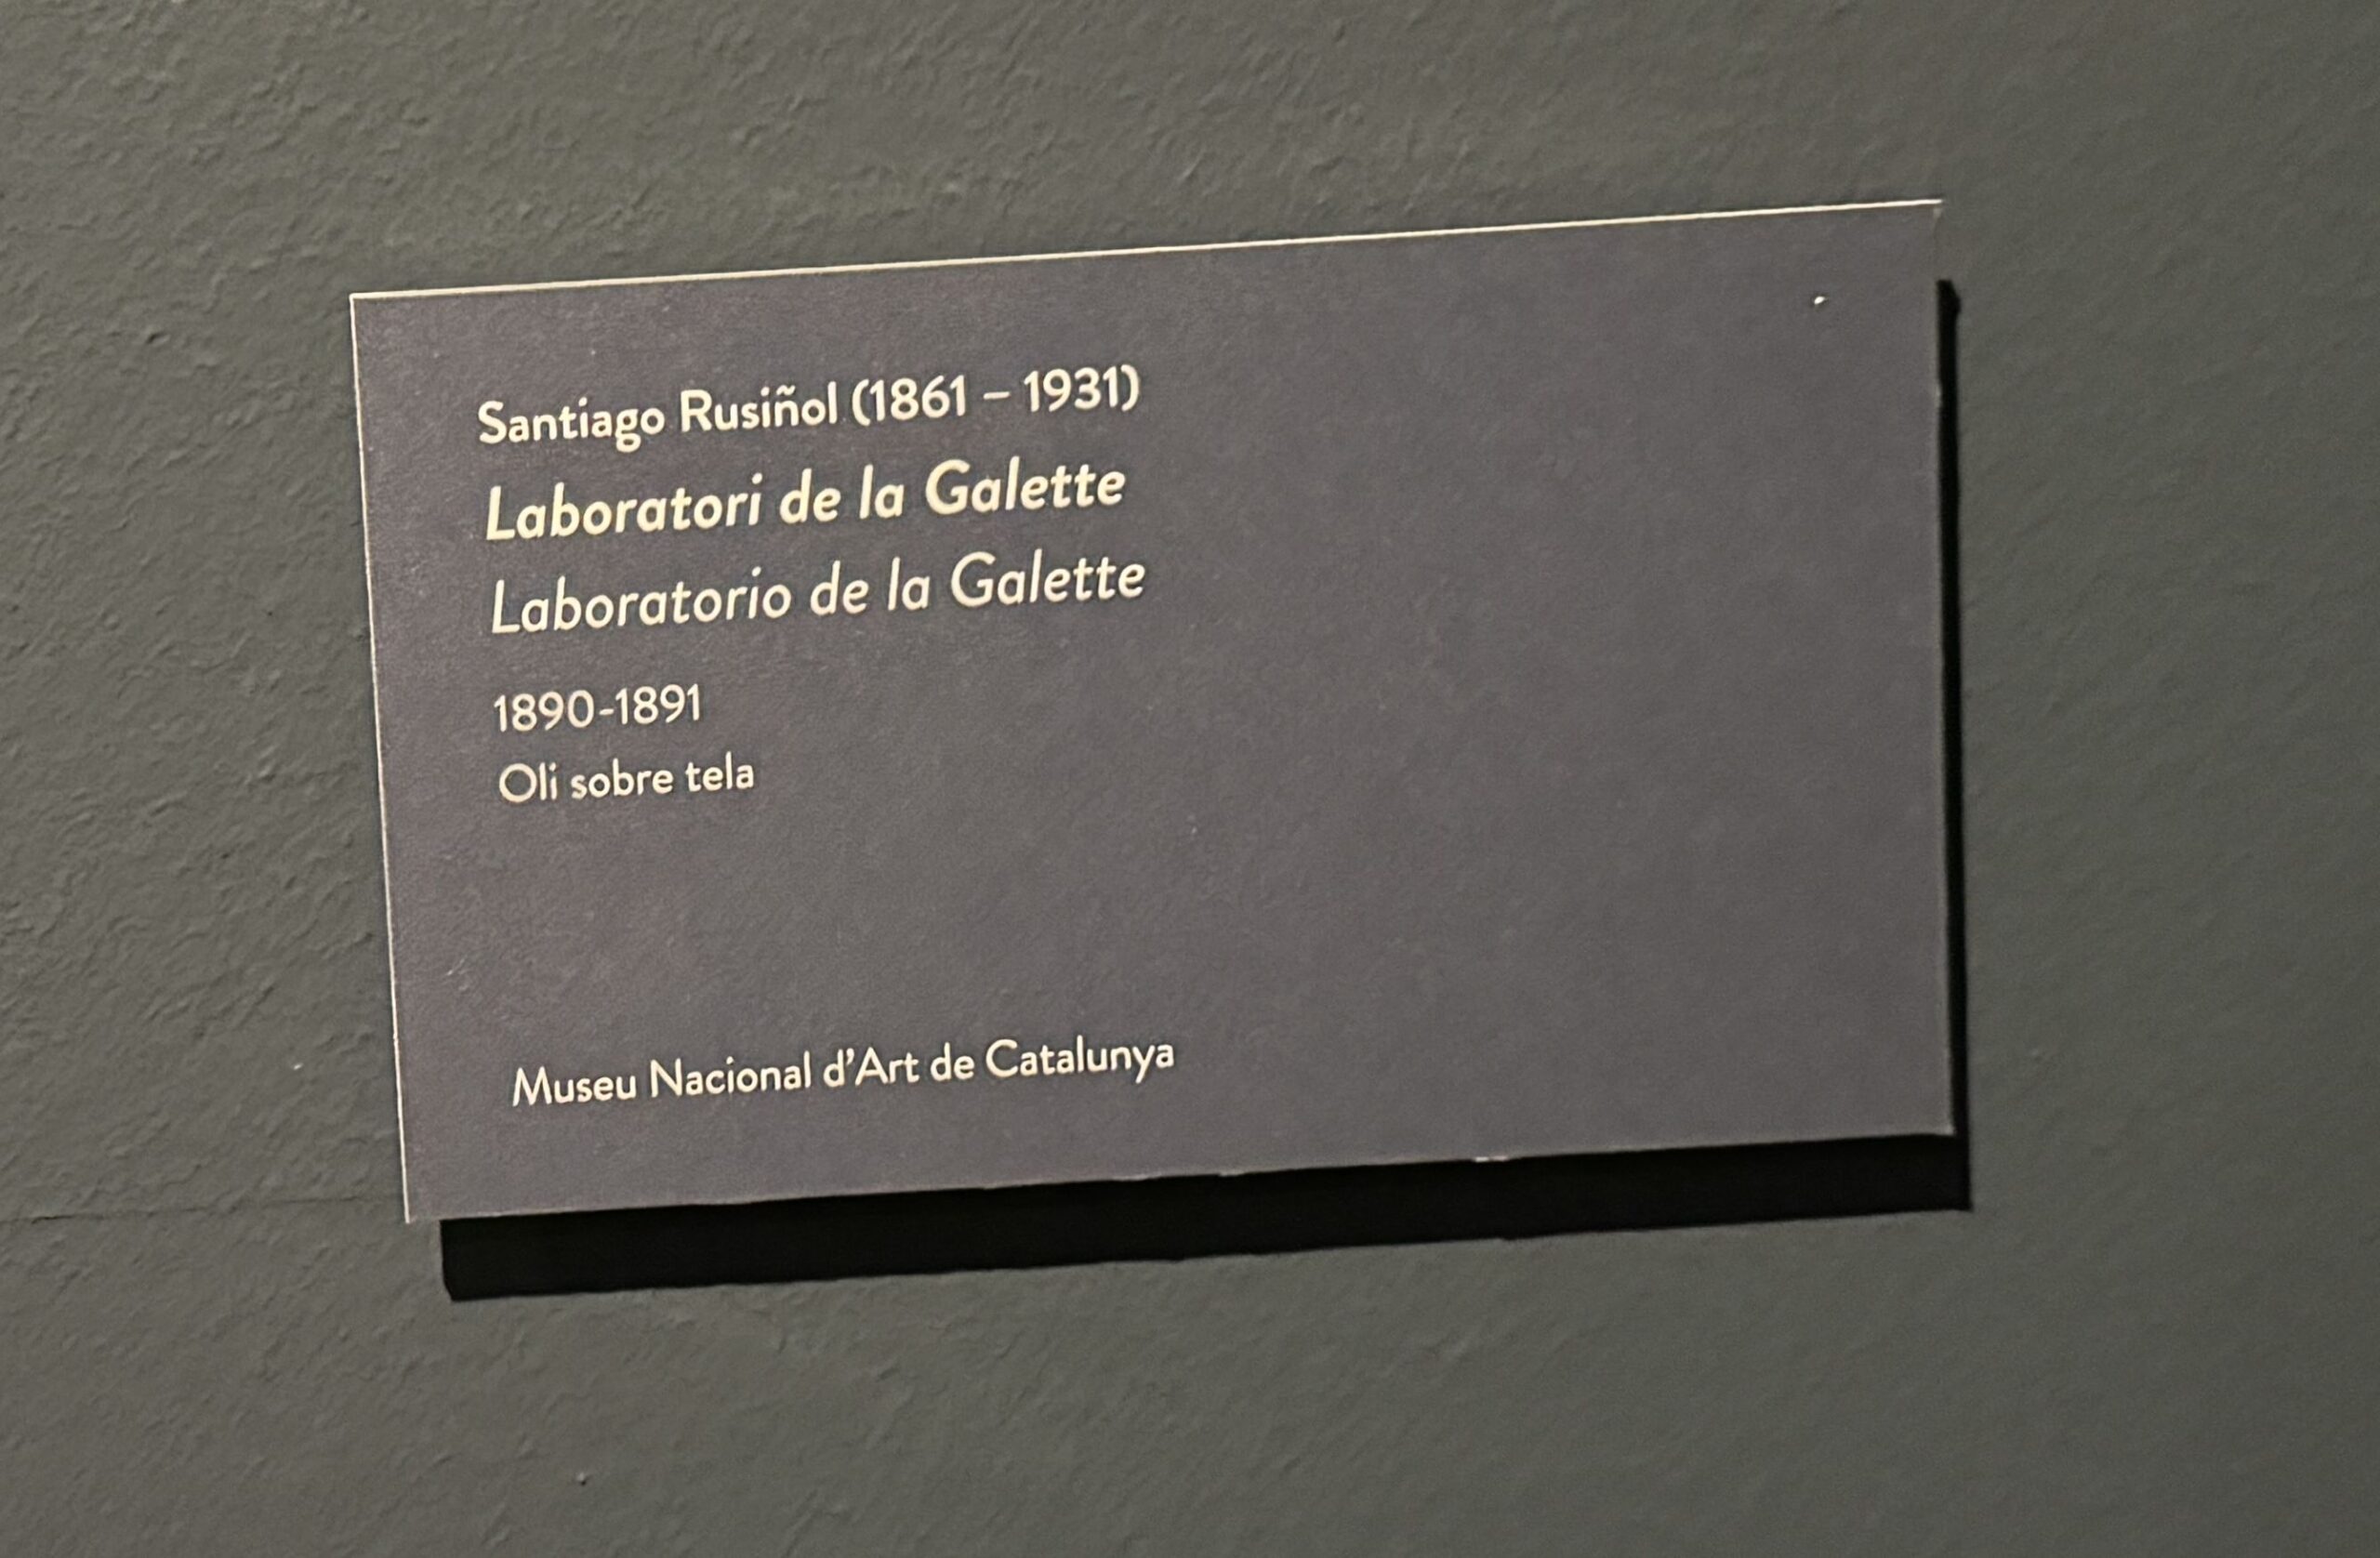 Santiago Rusiñol (1861 – 1931)
Laboratori de la Galette
Laboratorio de la Galette
1890-1891
Oli sobre tela
Museu Nacional d’Art de Catalunya